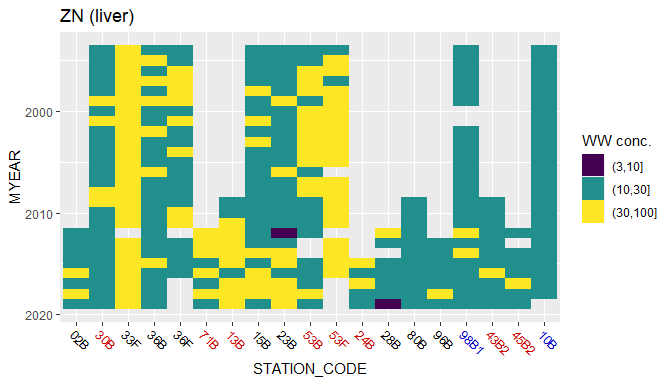 ZN (liver)
MYEAR
2000
2010
2020
WW conc.
(3,10]
(10,30]
(30,100]
02B 30B 33F 36B 36F 71B 13B 15B 23B 53B 53F 24B 28B 80B 96B 98B1 43B2 45B2 10B
STATION_CODE